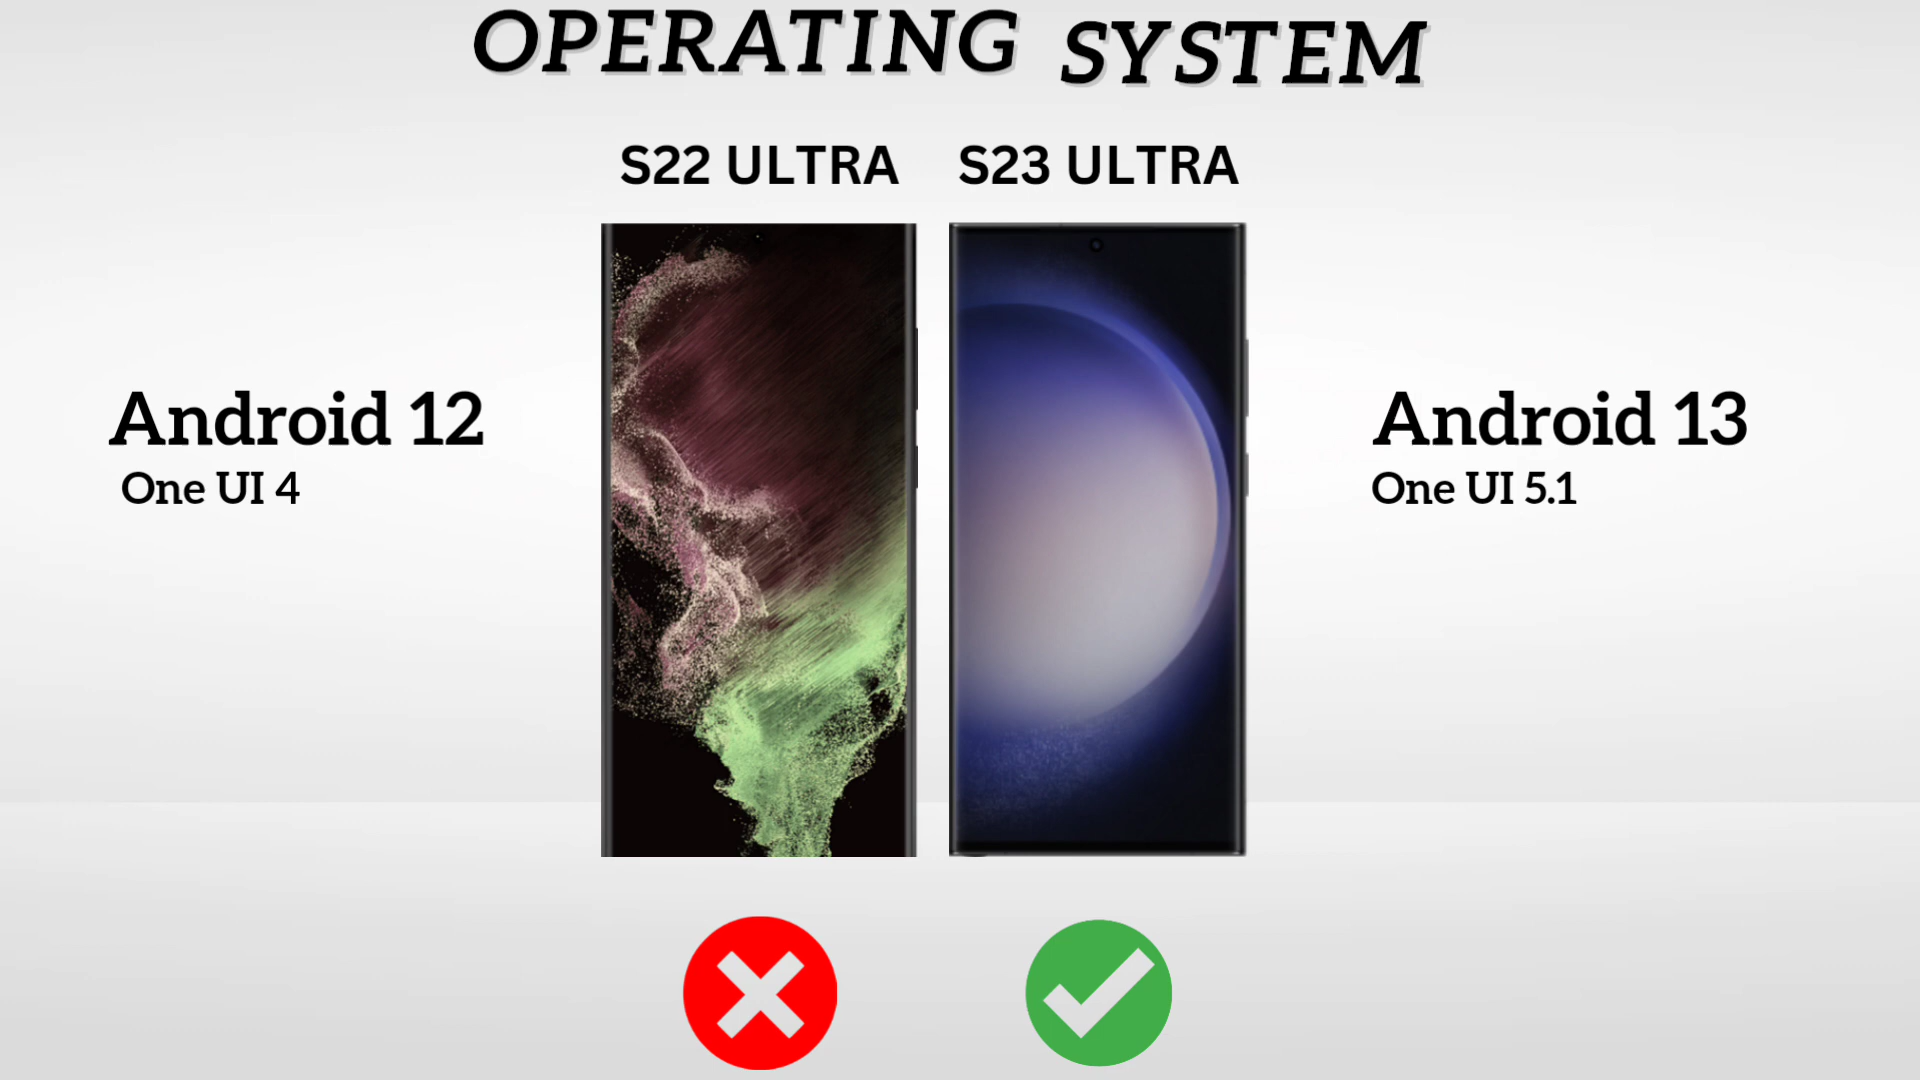 OPERATING SYSTEM
S22 ULTRA
S23 ULTRA
Android 12
One UI 4
Android 13
One UI 5.1